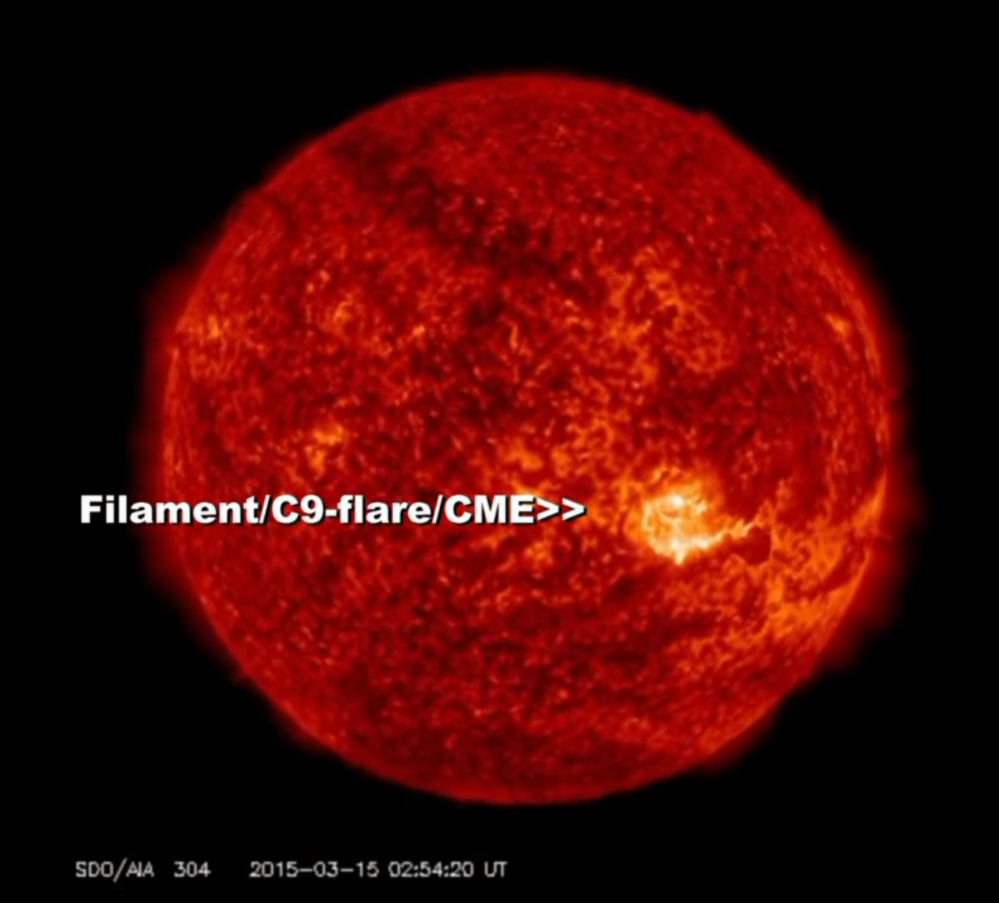 Filament/C9-flare/CME>>
SDO/AIA 304 2015-03-15 02:54:20 UT